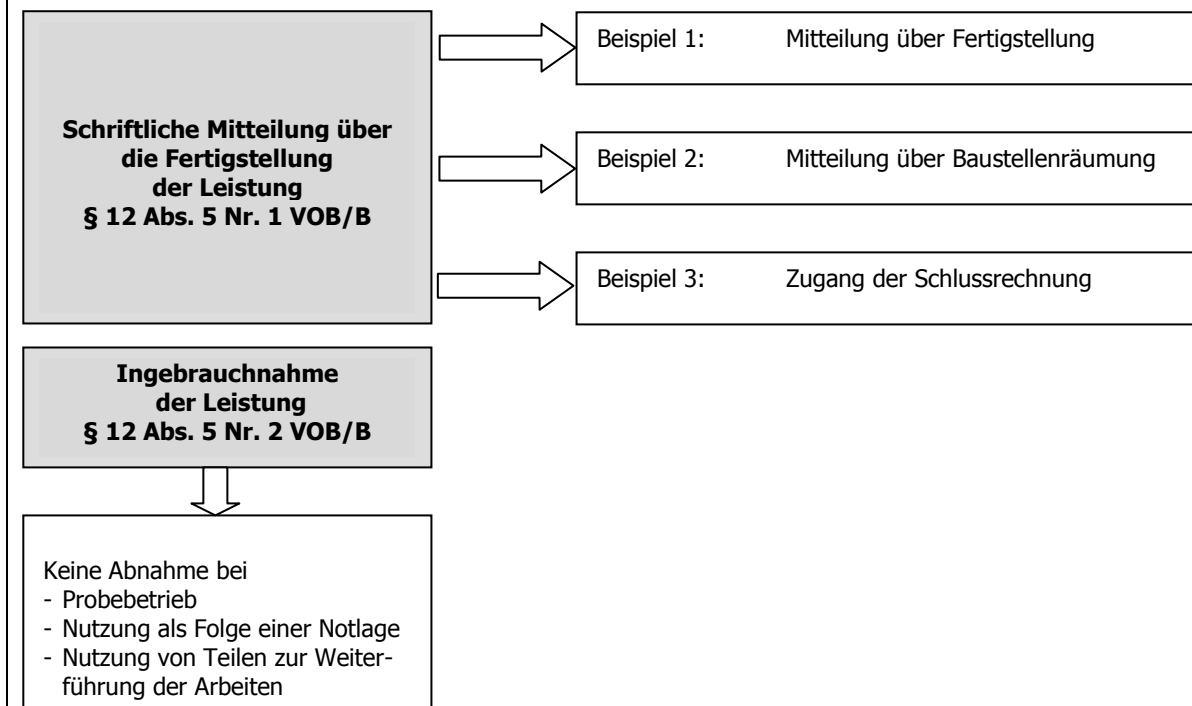 Schriftliche Mitteilung über
die Fertigstellung
der Leistung
§ 12 Abs. 5 Nr. 1 VOB/B
Beispiel 1: Mitteilung über Fertigstellung
Beispiel 2: Mitteilung über Baustellenräumung
Beispiel 3: Zugang der Schlussrechnung
Ingebrauchnahme
der Leistung
§ 12 Abs. 5 Nr. 2 VOB/B
Keine Abnahme bei
- Probebetrieb
- Nutzung als Folge einer Notlage
- Nutzung von Teilen zur Weiter-
führung der Arbeiten